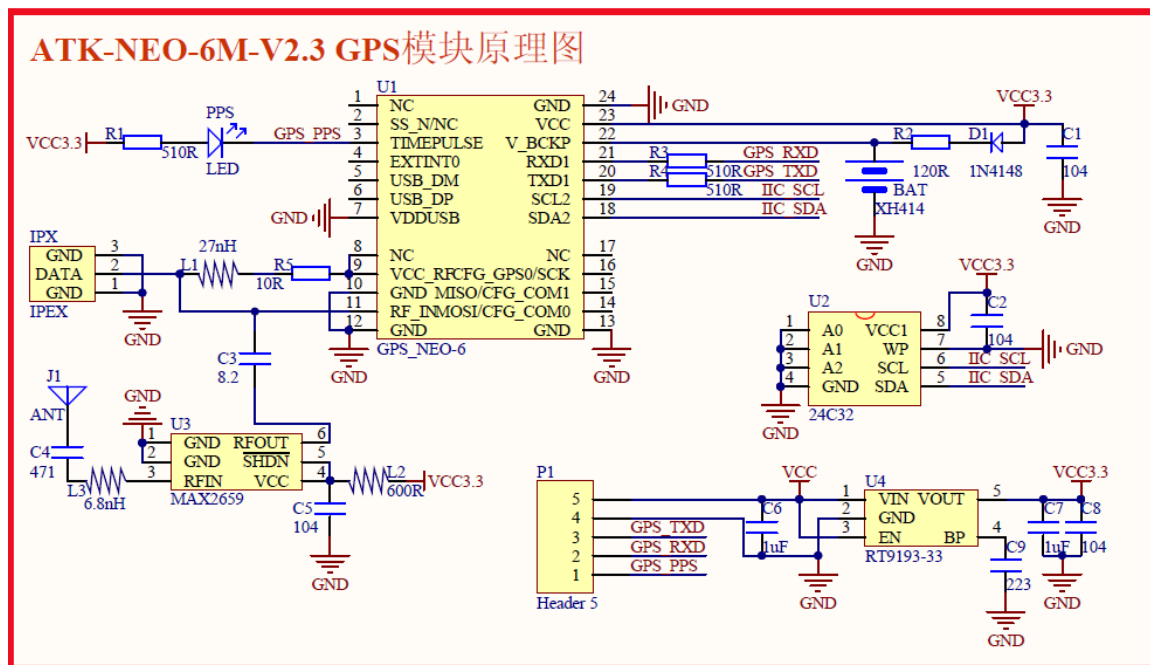 ATK-NEO-6M-V2.3 GPS模块原理图
U1
1 NC GND 24
2 SS_N/NC VCC 23
3 TIMEPULSE V_BCKP 22
4 EXTINT0 RXD1 21
5 USB_DM TXD1 20
6 USB_DP SCL2 19
7 VDDUSB SDA2 18
8 NC NC 17
9 VCC_RFCFG_GPS0/SCK 16
10 GND MISO/CFG_COM1 15
11 RF_INMOSI/CFG_COM0 14
12 GND GND 13
GPS_NEO-6
GND
GND
VCC3.3
R1
510R
PPS
LED
GPS_PPS
GND
GND
VCC3.3
R2
120R
D1
1N4148
C1
104
GND
R3
510R
GPS_RXD
R4
510R
GPS_TXD
IIC_SCL
IIC_SDA
BAT
XH414
GND
IPX
GND 3
DATA 2
GND 1
IPEX
GND
27nH
L1
R5
10R
C3
8.2
VCC3.3
C2
104
GND
U2
1 A0 VCC1 8
2 A1 WP 7
3 A2 SCL 6
4 GND SDA 5
24C32
IIC_SCL
IIC_SDA
GND
J1
ANT
C4
471
L3
6.8nH
GND
U3
1 GND RFOUT 6
2 GND SHDN 5
3 RFIN VCC 4
MAX2659
L2
600R
VCC3.3
C5
104
GND
P1
5
4
3 GPS_TXD
2 GPS_RXD
1 GPS_PPS
Header 5
VCC
C6
1uF
GND
U4
1 VIN VOUT 5
2 GND
3 EN BP 4
RT9193-33
VCC3.3
C7
1uF
C8
104
GND
C9
223
GND